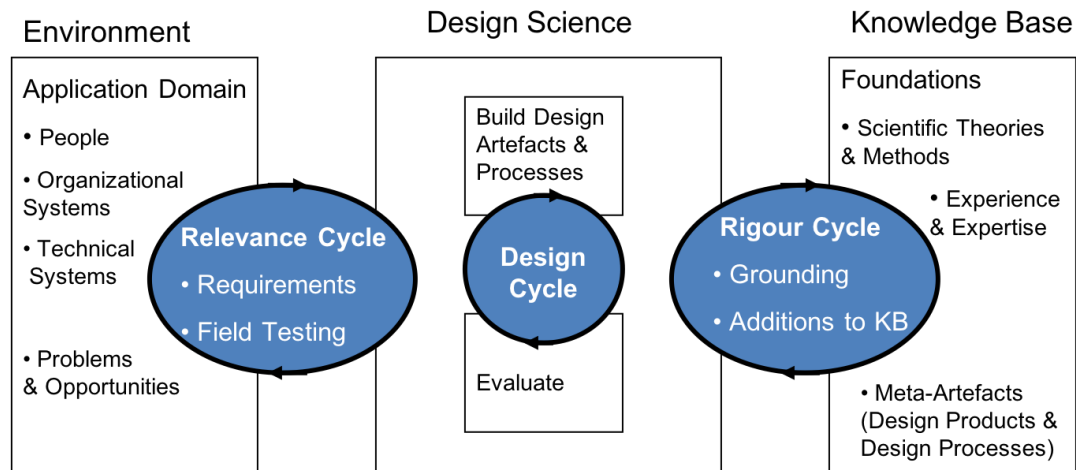 Environment
Application Domain
• People
• Organizational
Systems
• Technical
Systems
• Problems
& Opportunities
Relevance Cycle
• Requirements
• Field Testing
Design Science
Build Design
Artefacts &
Processes
Design
Cycle
Evaluate
Rigour Cycle
• Grounding
• Additions to KB
Knowledge Base
Foundations
• Scientific Theories
& Methods
• Experience
& Expertise
• Meta-Artefacts
(Design Products &
Design Processes)